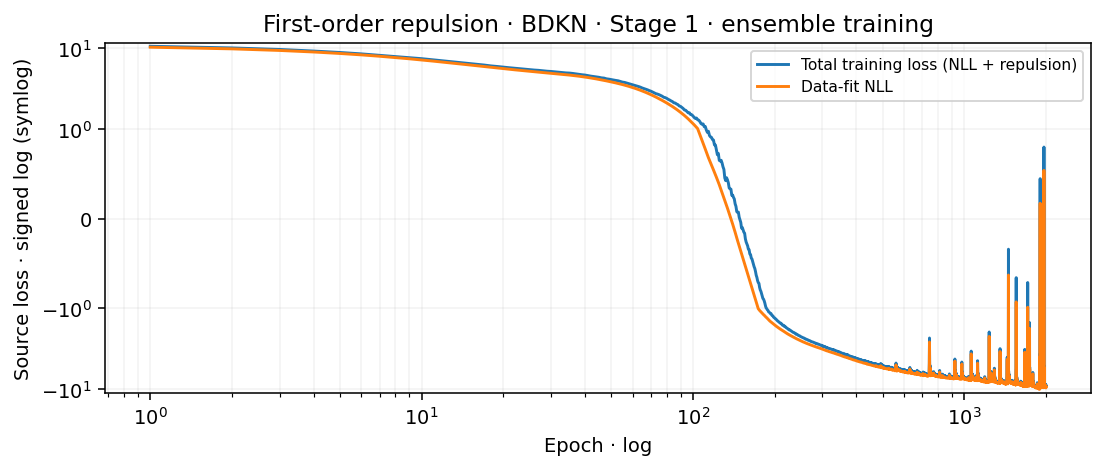 First-order repulsion · BDKN · Stage 1 · ensemble training
Source loss · signed log (symlog)
10¹
10⁰
0
−10⁰
−10¹
Total training loss (NLL + repulsion)
Data-fit NLL
10⁰ 10¹ 10² 10³
Epoch · log